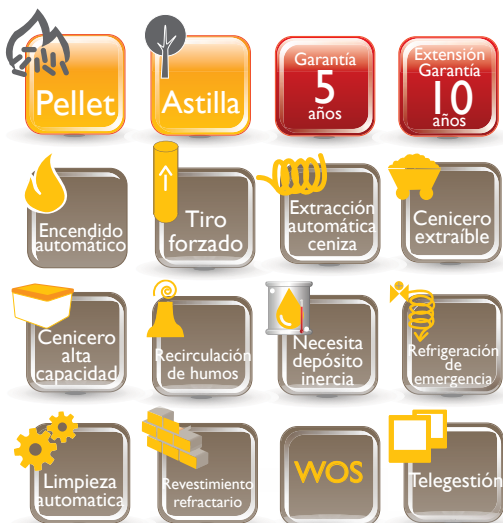 Pellet
Astilla
Garantía
5
años
Extensión
Garantía
10
años
Encendido
automático
Tiro
forzado
Extracción
automática
ceniza
Cenicero
extraíble
Cenicero
alta
capacidad
Recirculación
de humos
Necesita
depósito
inercia
Refrigeración
de
emergencia
Limpieza
automatica
Revestimiento
refractario
WOS
Telegestión